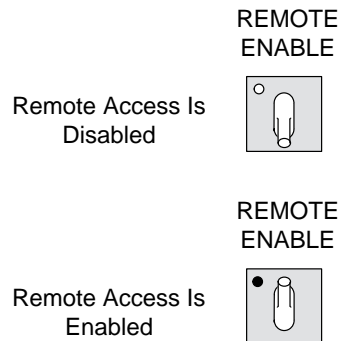 REMOTE
ENABLE
Remote Access Is
Disabled
REMOTE
ENABLE
Remote Access Is
Enabled